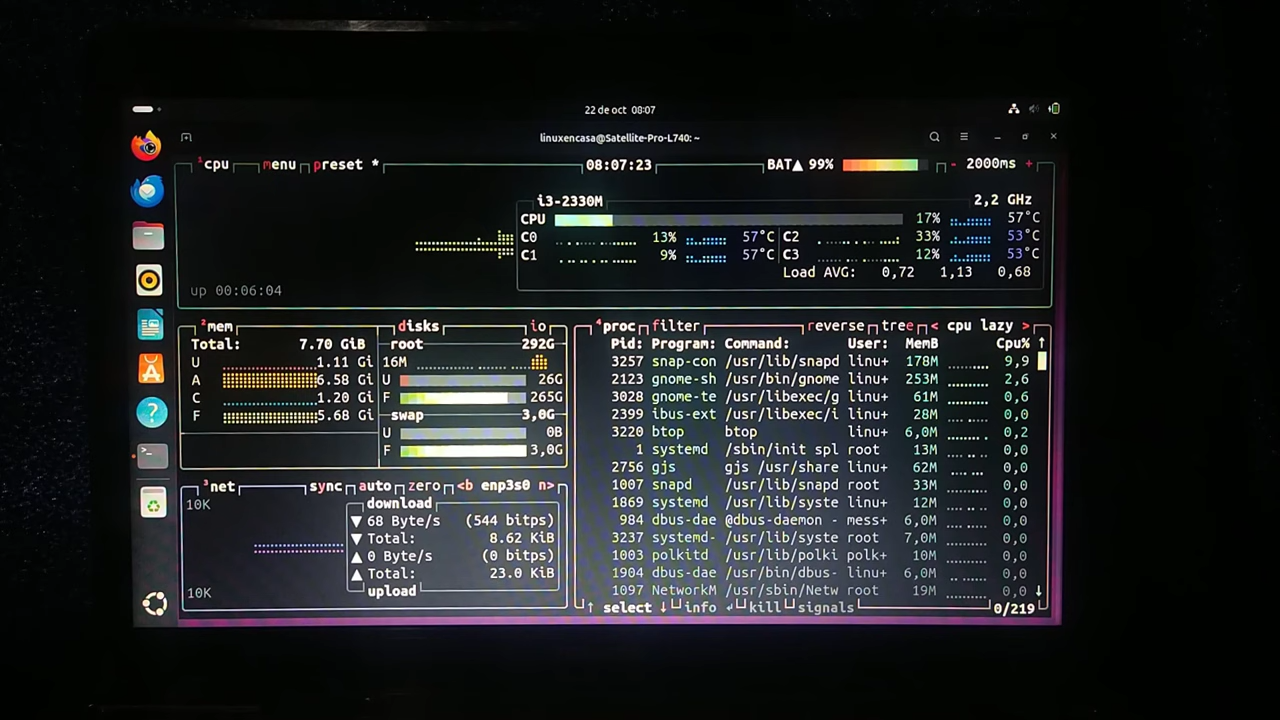 22 de oct 08:07
linuxencasa@Satellite-Pro-L740: ~
1cpu menu preset * 08:07:23 BAT▲ 99% - 2000ms +
i3-2330M 2,2 GHz
CPU 17% 57°C
C0 13% 57°C C2 33% 53°C
C1 9% 57°C C3 12% 53°C
Load AVG: 0,72 1,13 0,68
up 00:06:04
2mem
Total: 7.70 GiB
U 1.11 Gi
A 6.58 Gi
C 1.20 Gi
F 5.68 Gi
disks io
root 292G
16M
U 26G
F 265G
swap 3,0G
U 0B
F 3,0G
3net sync auto zero <b enp3s0 n>
10K
download
▼ 68 Byte/s (544 bitps)
▼ Total: 8.62 KiB
▲ 0 Byte/s (0 bitps)
▲ Total: 23.0 KiB
10K
upload
4proc filter reverse tree < cpu lazy >
Pid: Program: Command: User: MemB Cpu% ↑
3257 snap-con /usr/lib/snapd linu+ 178M 9,9
2123 gnome-sh /usr/bin/gnome linu+ 253M 2,6
3028 gnome-te /usr/libexec/g linu+ 61M 0,6
2399 ibus-ext /usr/libexec/i linu+ 28M 0,0
3220 btop btop linu+ 6,0M 0,2
1 systemd /sbin/init spl root 13M 0,0
2756 gjs gjs /usr/share linu+ 62M 0,0
1007 snapd /usr/lib/snapd root 33M 0,0
1869 systemd /usr/lib/syste linu+ 12M 0,0
984 dbus-dae @dbus-daemon - mess+ 6,0M 0,0
3237 systemd- /usr/lib/syste root 7,0M 0,0
1003 polkitd /usr/lib/polki polk+ 10M 0,0
1904 dbus-dae /usr/bin/dbus- linu+ 6,0M 0,0
1097 NetworkM /usr/sbin/Netw root 19M 0,0 ↓
↑ select ↓ info ↲ kill signals 0/219